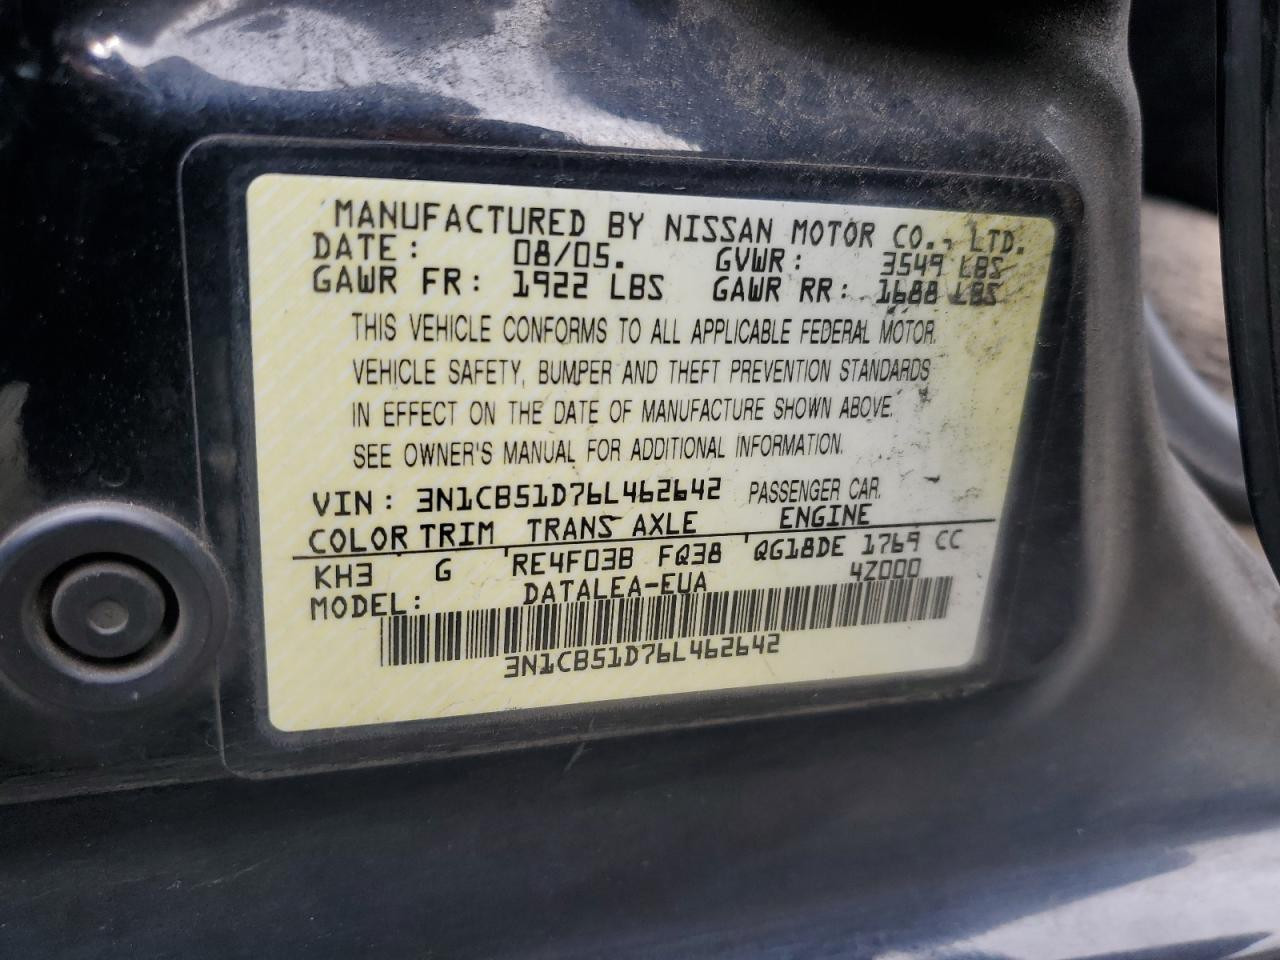 MANUFACTURED BY NISSAN MOTOR CO., LTD.
DATE: 08/05. GVWR: 3549 LBS
GAWR FR: 1922 LBS GAWR RR: 1688 LBS
THIS VEHICLE CONFORMS TO ALL APPLICABLE FEDERAL MOTOR
VEHICLE SAFETY, BUMPER AND THEFT PREVENTION STANDARDS
IN EFFECT ON THE DATE OF MANUFACTURE SHOWN ABOVE.
SEE OWNER'S MANUAL FOR ADDITIONAL INFORMATION.
VIN: 3N1CB51D76L462642 PASSENGER CAR.
COLOR TRIM TRANS AXLE ENGINE
KH3 G RE4F03B FQ38 QG18DE 1769 CC
MODEL: DATALEA-EUA 4Z000
3N1CB51D76L462642